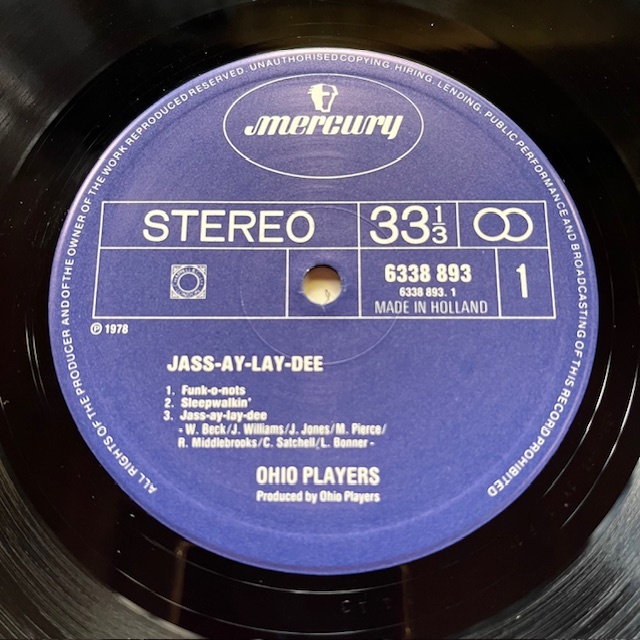 ALL RIGHTS OF THE PRODUCER AND OF THE OWNER OF THE WORK REPRODUCED RESERVED. UNAUTHORISED COPYING, HIRING, LENDING, PUBLIC PERFORMANCE AND BROADCASTING OF THIS RECORD PROHIBITED
mercury
STEREO 33 1/3
6338 893 1
6338 893. 1
MADE IN HOLLAND
℗ 1978
JASS-AY-LAY-DEE
1. Funk-o-nots
2. Sleepwalkin'
3. Jass-ay-lay-dee
- W. Beck/J. Williams/J. Jones/M. Pierce/
R. Middlebrooks/C. Satchell/L. Bonner -
OHIO PLAYERS
Produced by Ohio Players